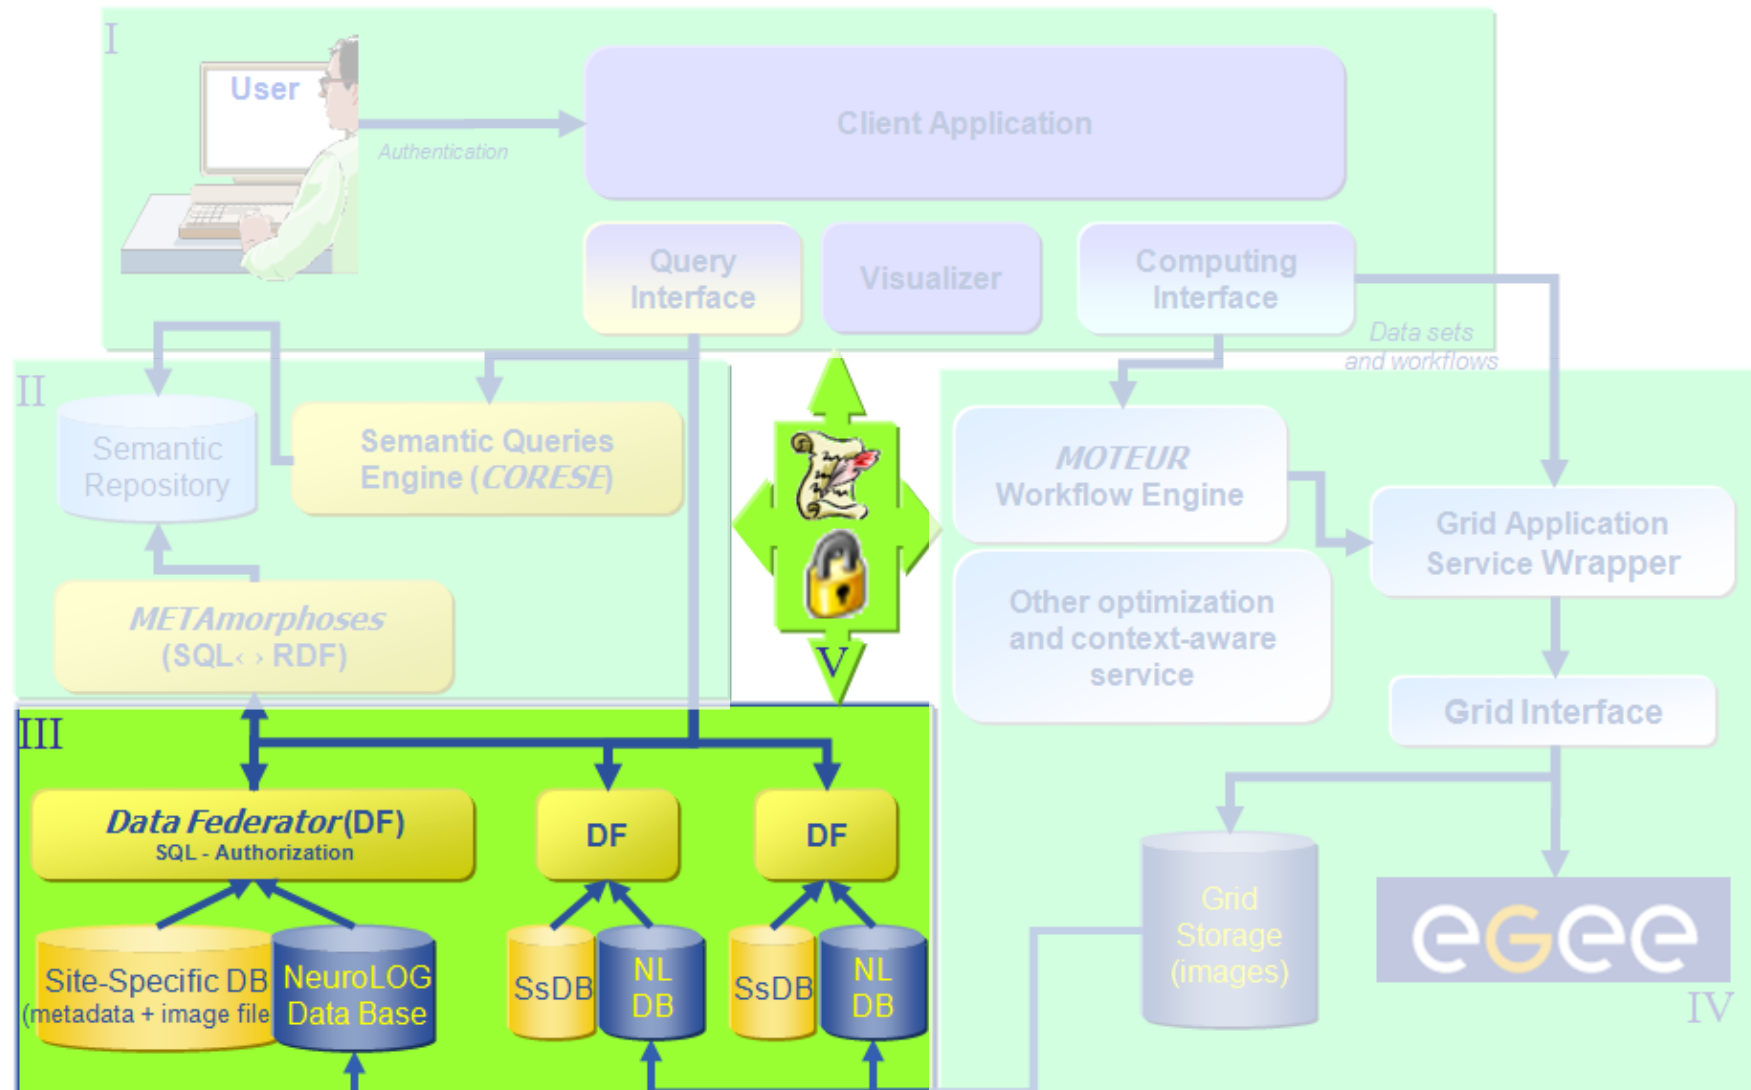 I
User
Authentication
Client Application
Query
Interface
Visualizer
Computing
Interface
Data sets
and workflows
II
Semantic
Repository
Semantic Queries
Engine (CORESE)
METAmorphoses
(SQL‹ › RDF)
V
MOTEUR
Workflow Engine
Other optimization
and context-aware
service
Grid Application
Service Wrapper
Grid Interface
Grid
Storage
(images)
eGee
IV
III
Data Federator(DF)
SQL - Authorization
DF
DF
Site-Specific DB
(metadata + image file
NeuroLOG
Data Base
SsDB
NL
DB
SsDB
NL
DB